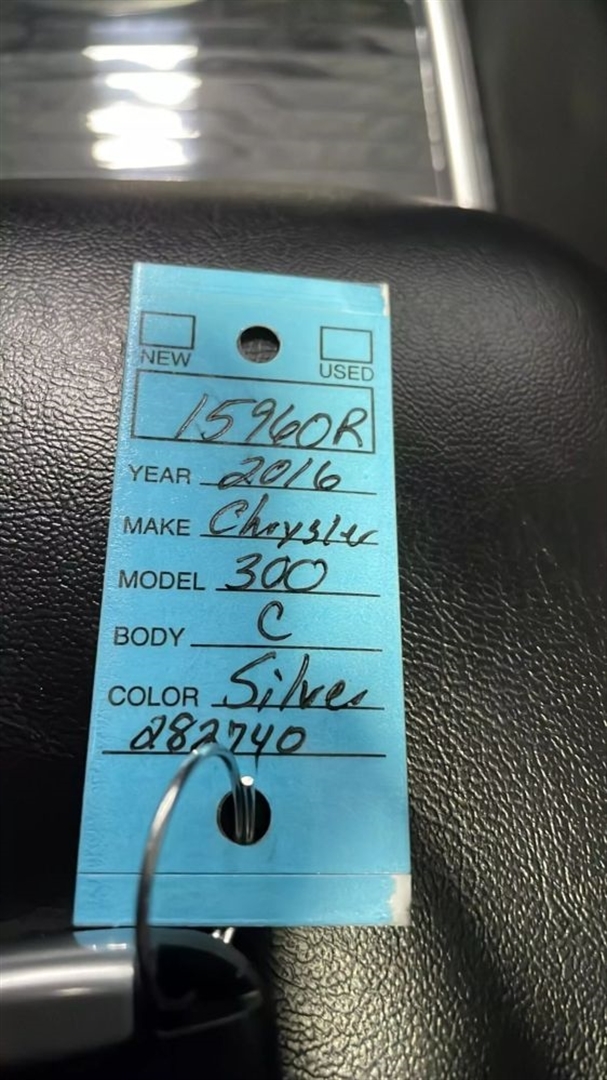 NEW USED
15960R
YEAR 2016
MAKE Chrysler
MODEL 300
BODY C
COLOR Silver
282740